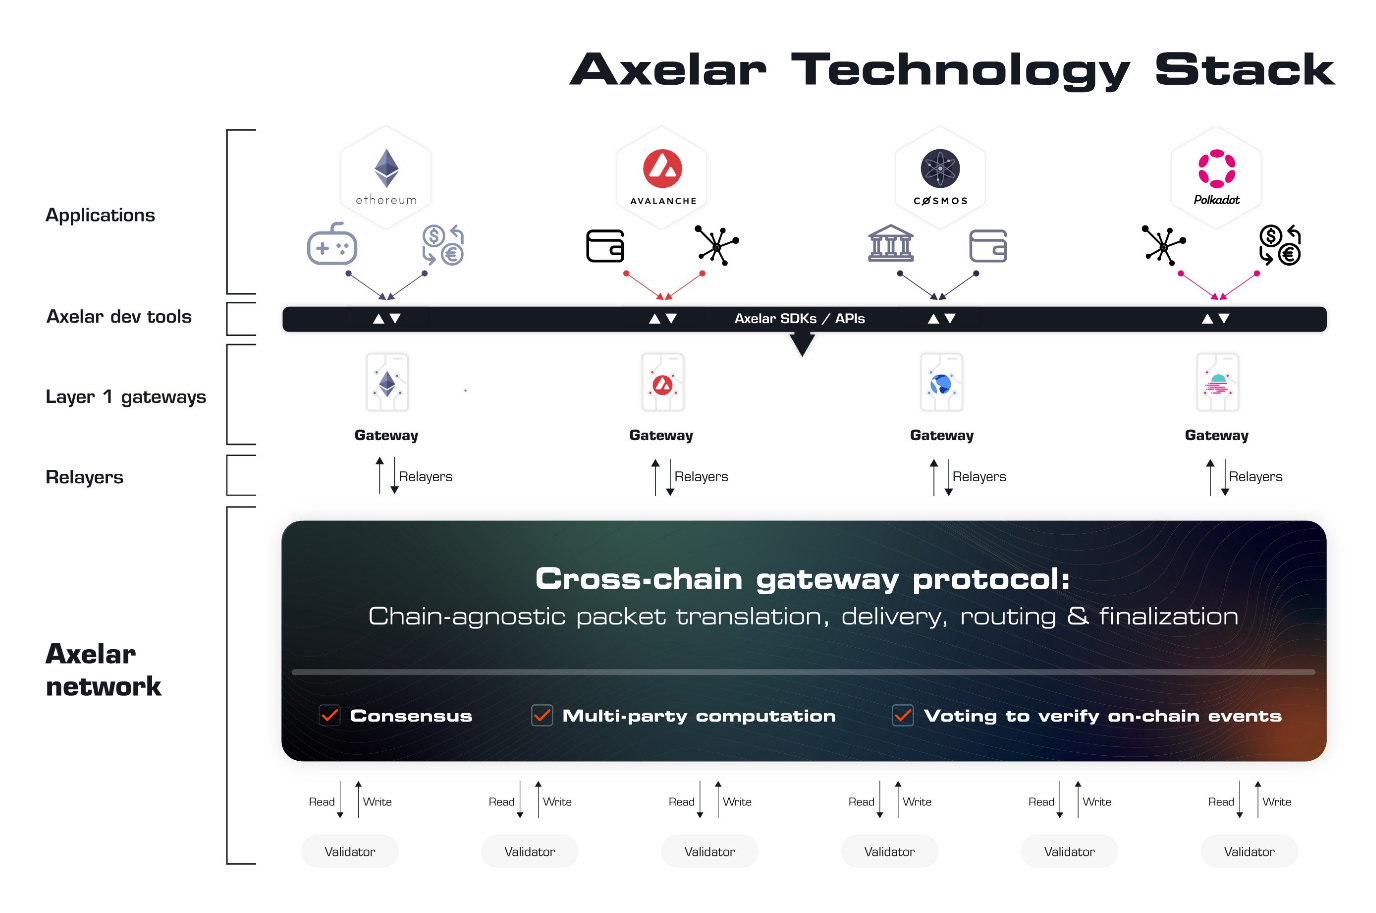 Axelar Technology Stack
Applications
ethereum
AVALANCHE
CØSMOS
Polkadot
$
€
$
€
Axelar dev tools
Axelar SDKs / APIs
Layer 1 gateways
Gateway
Gateway
Gateway
Gateway
Relayers
Relayers
Relayers
Relayers
Relayers
Axelar
network
Cross-chain gateway protocol:
Chain-agnostic packet translation, delivery, routing & finalization
Consensus
Multi-party computation
Voting to verify on-chain events
Read Write
Read Write
Read Write
Read Write
Read Write
Read Write
Validator
Validator
Validator
Validator
Validator
Validator